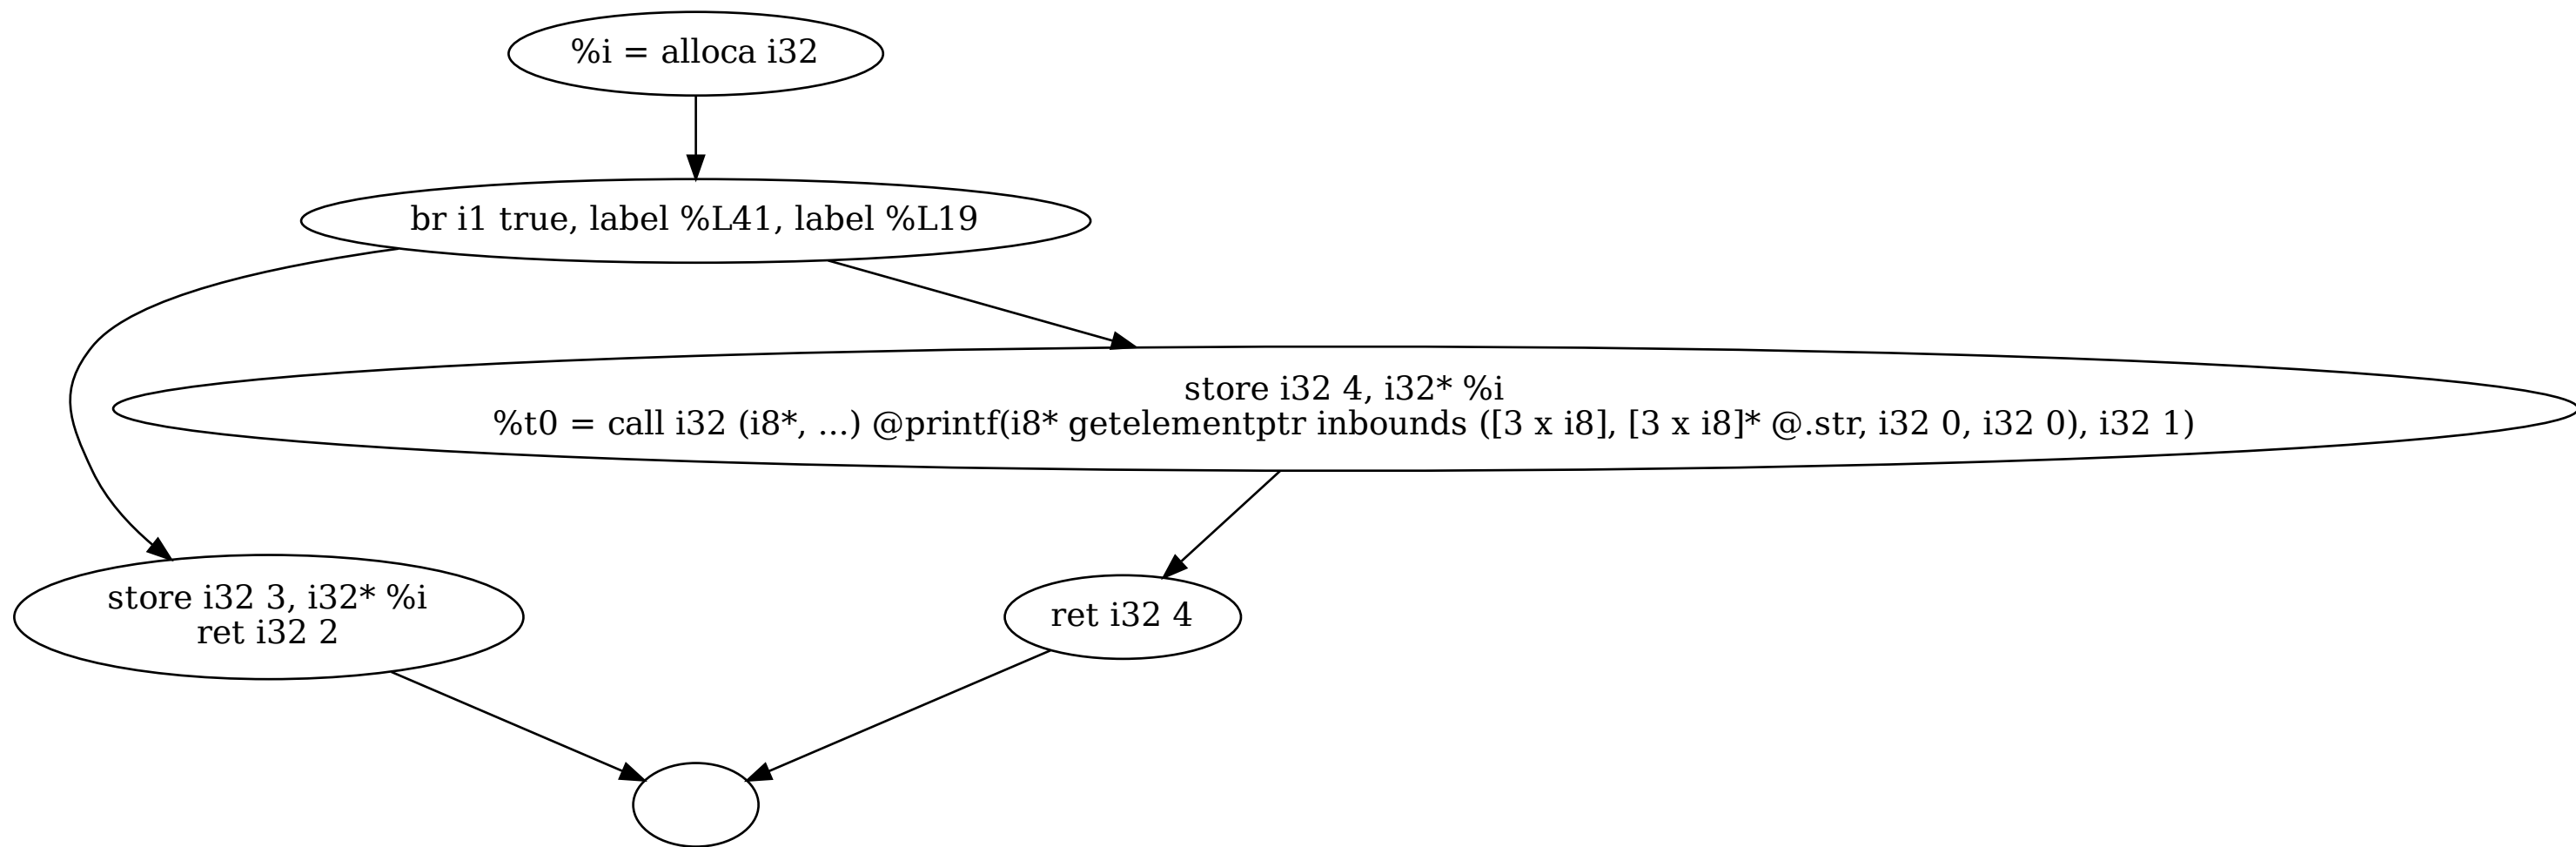 %i = alloca i32
br i1 true, label %L41, label %L19
store i32 4, i32* %i
%t0 = call i32 (i8*, ...) @printf(i8* getelementptr inbounds ([3 x i8], [3 x i8]* @.str, i32 0, i32 0), i32 1)
store i32 3, i32* %i
ret i32 2
ret i32 4